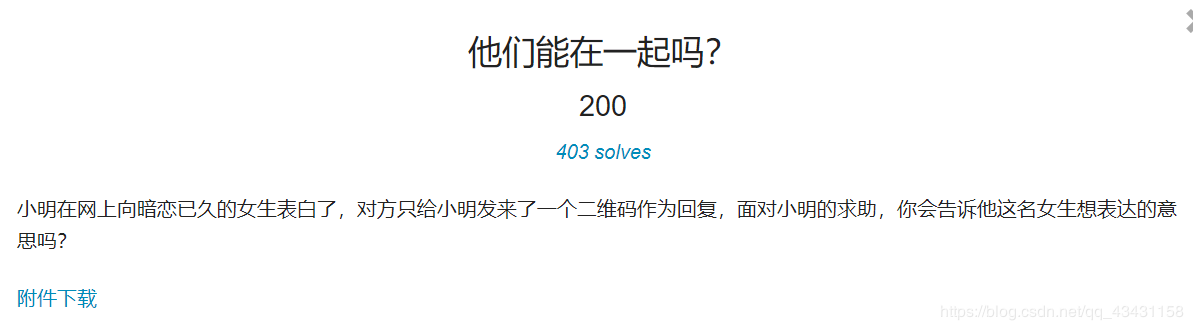 他们能在一起吗？
200
403 solves
小明在网上向暗恋已久的女生表白了，对方只给小明发来了一个二维码作为回复，面对小明的求助，你会告诉他这名女生想表达的意
思吗？
附件下载
https://blog.csdn.net/qq_43431158